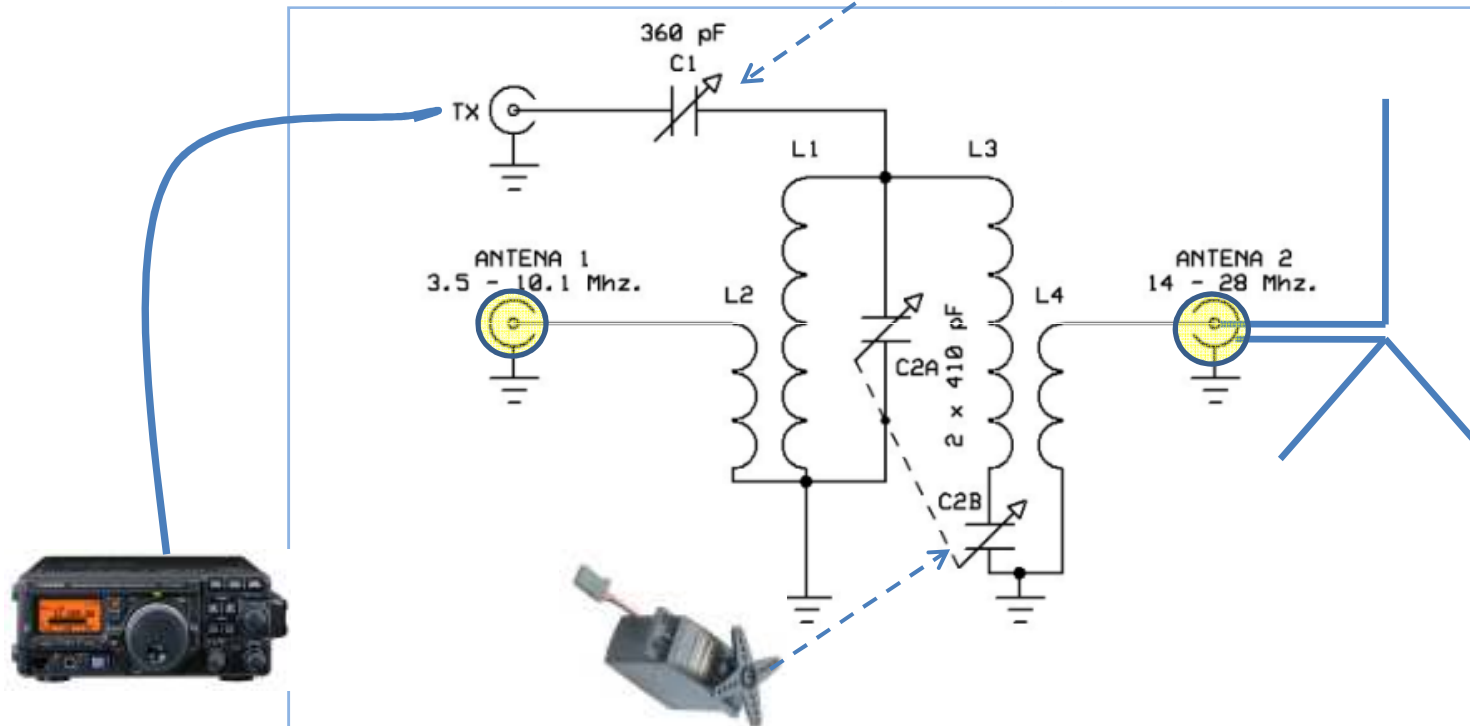 360 pF
C1
TX
L1
L3
ANTENA 1
3.5 - 10.1 Mhz.
L2
ANTENA 2
14 - 28 Mhz.
L4
C2A
2 x 410 pF
C2B